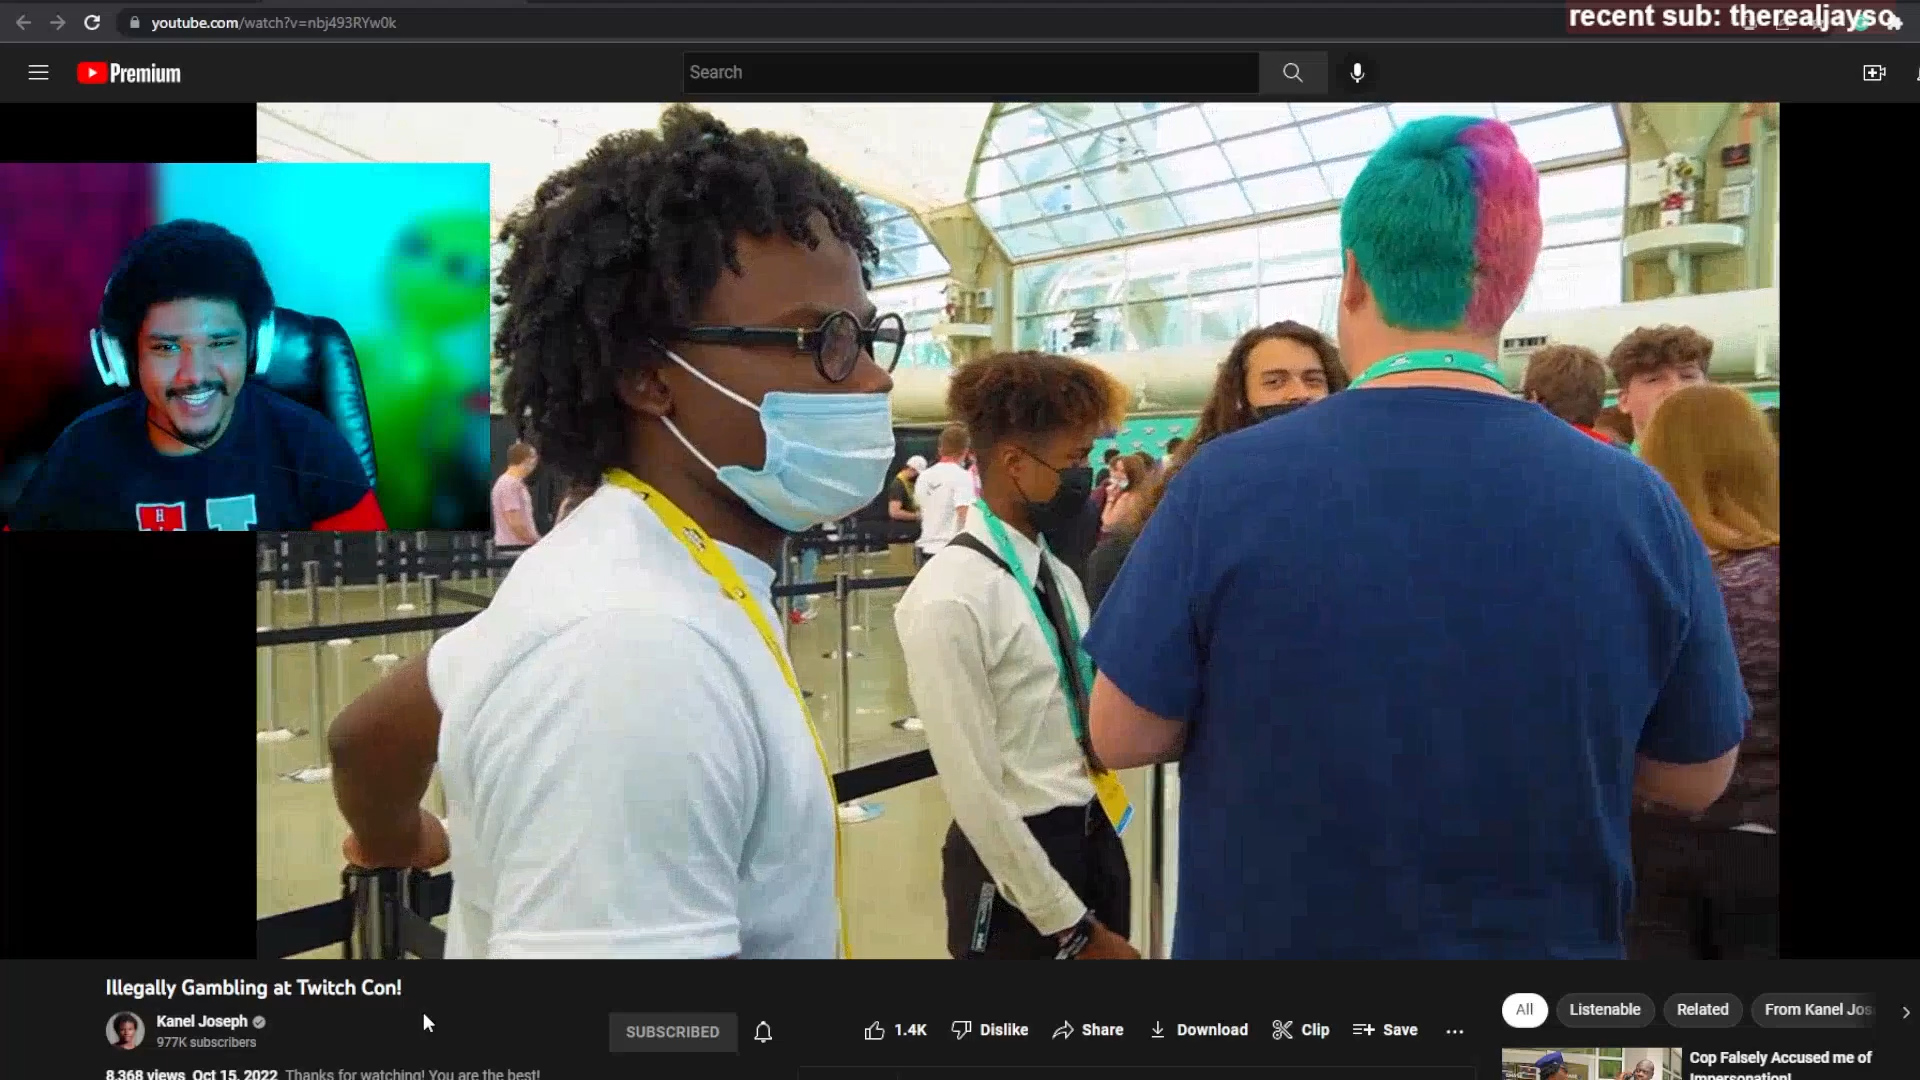 youtube.com/watch?v=nbj493RYw0k
recent sub: therealjayso
Premium
Search
H
Illegally Gambling at Twitch Con!
Kanel Joseph
977K subscribers
SUBSCRIBED
1.4K
Dislike
Share
Download
Clip
Save
8,368 views Oct 15, 2022 Thanks for watching! You are the best!
All
Listenable
Related
From Kanel Jos
Cop Falsely Accused me of
Impersonation!